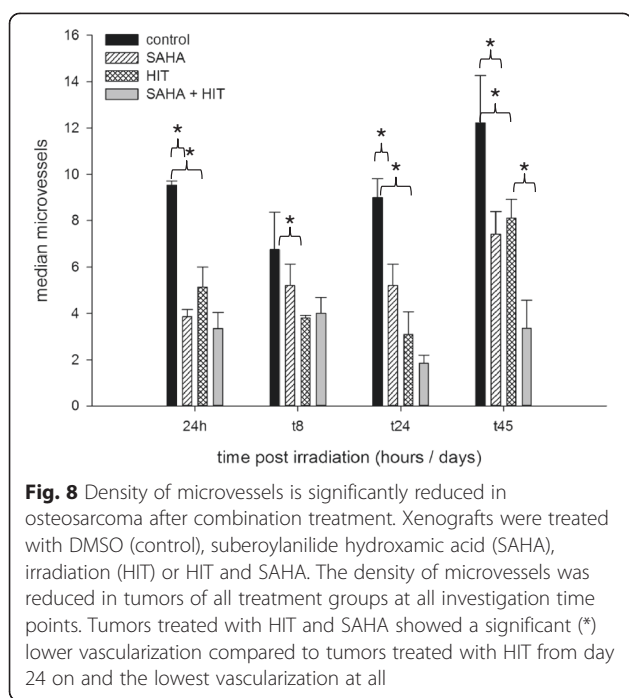 16
14
12
10
8
6
4
2
0
median microvessels
control
SAHA
HIT
SAHA + HIT
*
*
*
*
*
*
*
*
24h
t8
t24
t45
time post irradiation (hours / days)
Fig. 8 Density of microvessels is significantly reduced in
osteosarcoma after combination treatment. Xenografts were treated
with DMSO (control), suberoylanilide hydroxamic acid (SAHA),
irradiation (HIT) or HIT and SAHA. The density of microvessels was
reduced in tumors of all treatment groups at all investigation time
points. Tumors treated with HIT and SAHA showed a significant (*)
lower vascularization compared to tumors treated with HIT from day
24 on and the lowest vascularization at all